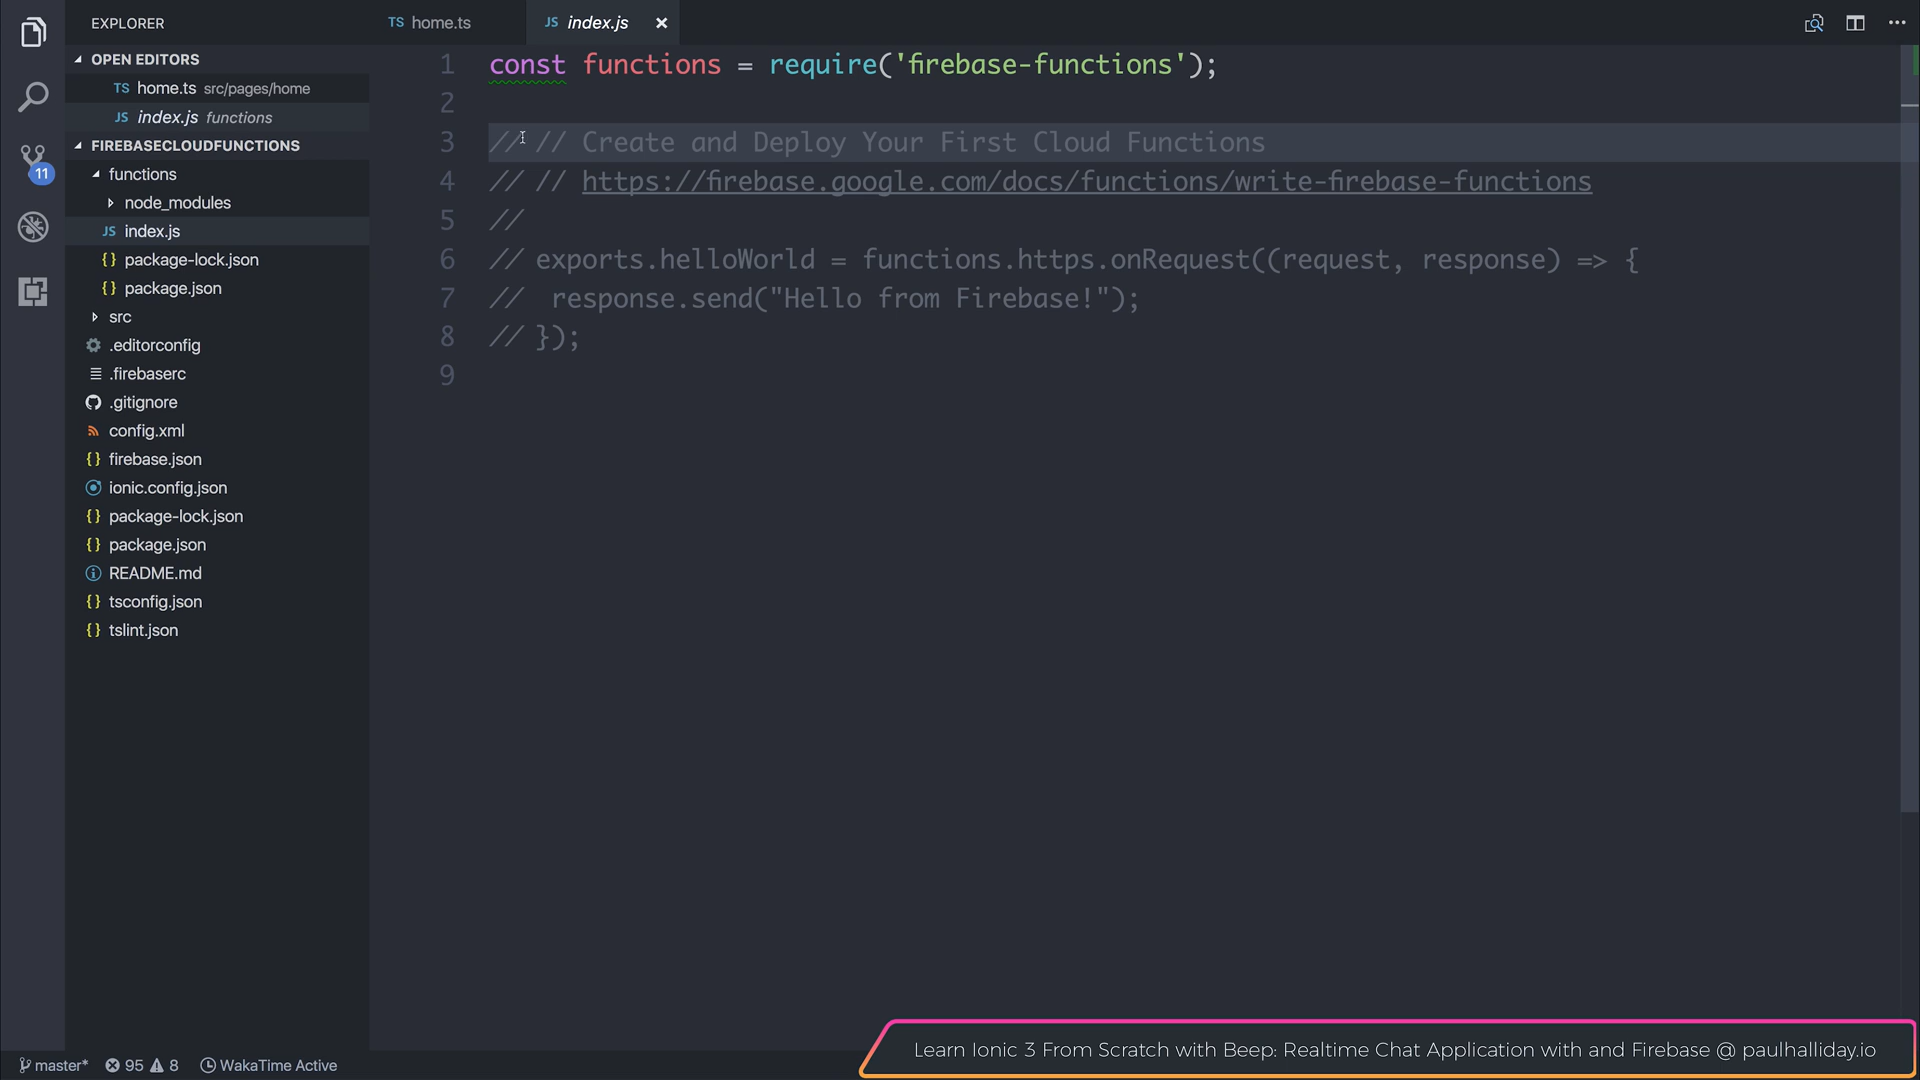 EXPLORER
TS home.ts
JS index.js
OPEN EDITORS
TS home.ts src/pages/home
JS index.js functions
FIREBASECLOUDFUNCTIONS
functions
node_modules
JS index.js
{} package-lock.json
{} package.json
src
.editorconfig
.firebaserc
.gitignore
config.xml
{} firebase.json
ionic.config.json
{} package-lock.json
{} package.json
README.md
{} tsconfig.json
{} tslint.json
11
1 const functions = require('firebase-functions');
2
3 // // Create and Deploy Your First Cloud Functions
4 // // https://firebase.google.com/docs/functions/write-firebase-functions
5 //
6 // exports.helloWorld = functions.https.onRequest((request, response) => {
7 //  response.send("Hello from Firebase!");
8 // });
9
Learn Ionic 3 From Scratch with Beep: Realtime Chat Application with and Firebase @ paulhalliday.io
master* 95 8 WakaTime Active